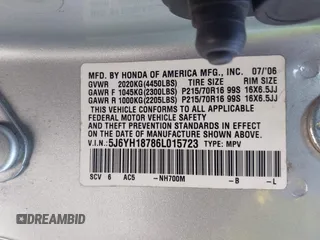 MFD. BY HONDA OF AMERICA MFG., INC. 07/'06
GVWR 2020KG(4450LBS) TIRE SIZE RIM SIZE
GAWR F 1045KG(2300LBS) P215/70R16 99S 16X6.5JJ
GAWR R 1000KG(2205LBS) P215/70R16 99S 16X6.5JJ
THIS VEHICLE CONFORMS TO ALL APPLICABLE
FEDERAL MOTOR VEHICLE SAFETY AND THEFT
PREVENTION STANDARDS IN EFFECT ON THE DATE OF
MANUFACTURE SHOWN ABOVE.
V.I.N.: 5J6YH18786L015723 TYPE: MPV
SCV 6 AC5 -NH700M -B -L
DCAREMBID